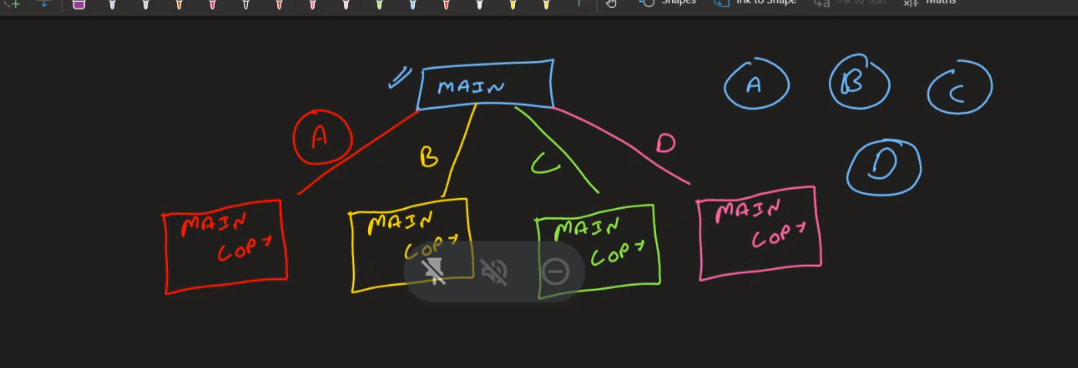 Shapes Ink to Shape Ink to Text Maths
MAIN
A B C
D
A
B
C
D
MAIN
COPY
MAIN
COPY
MAIN
COPY
MAIN
COPY